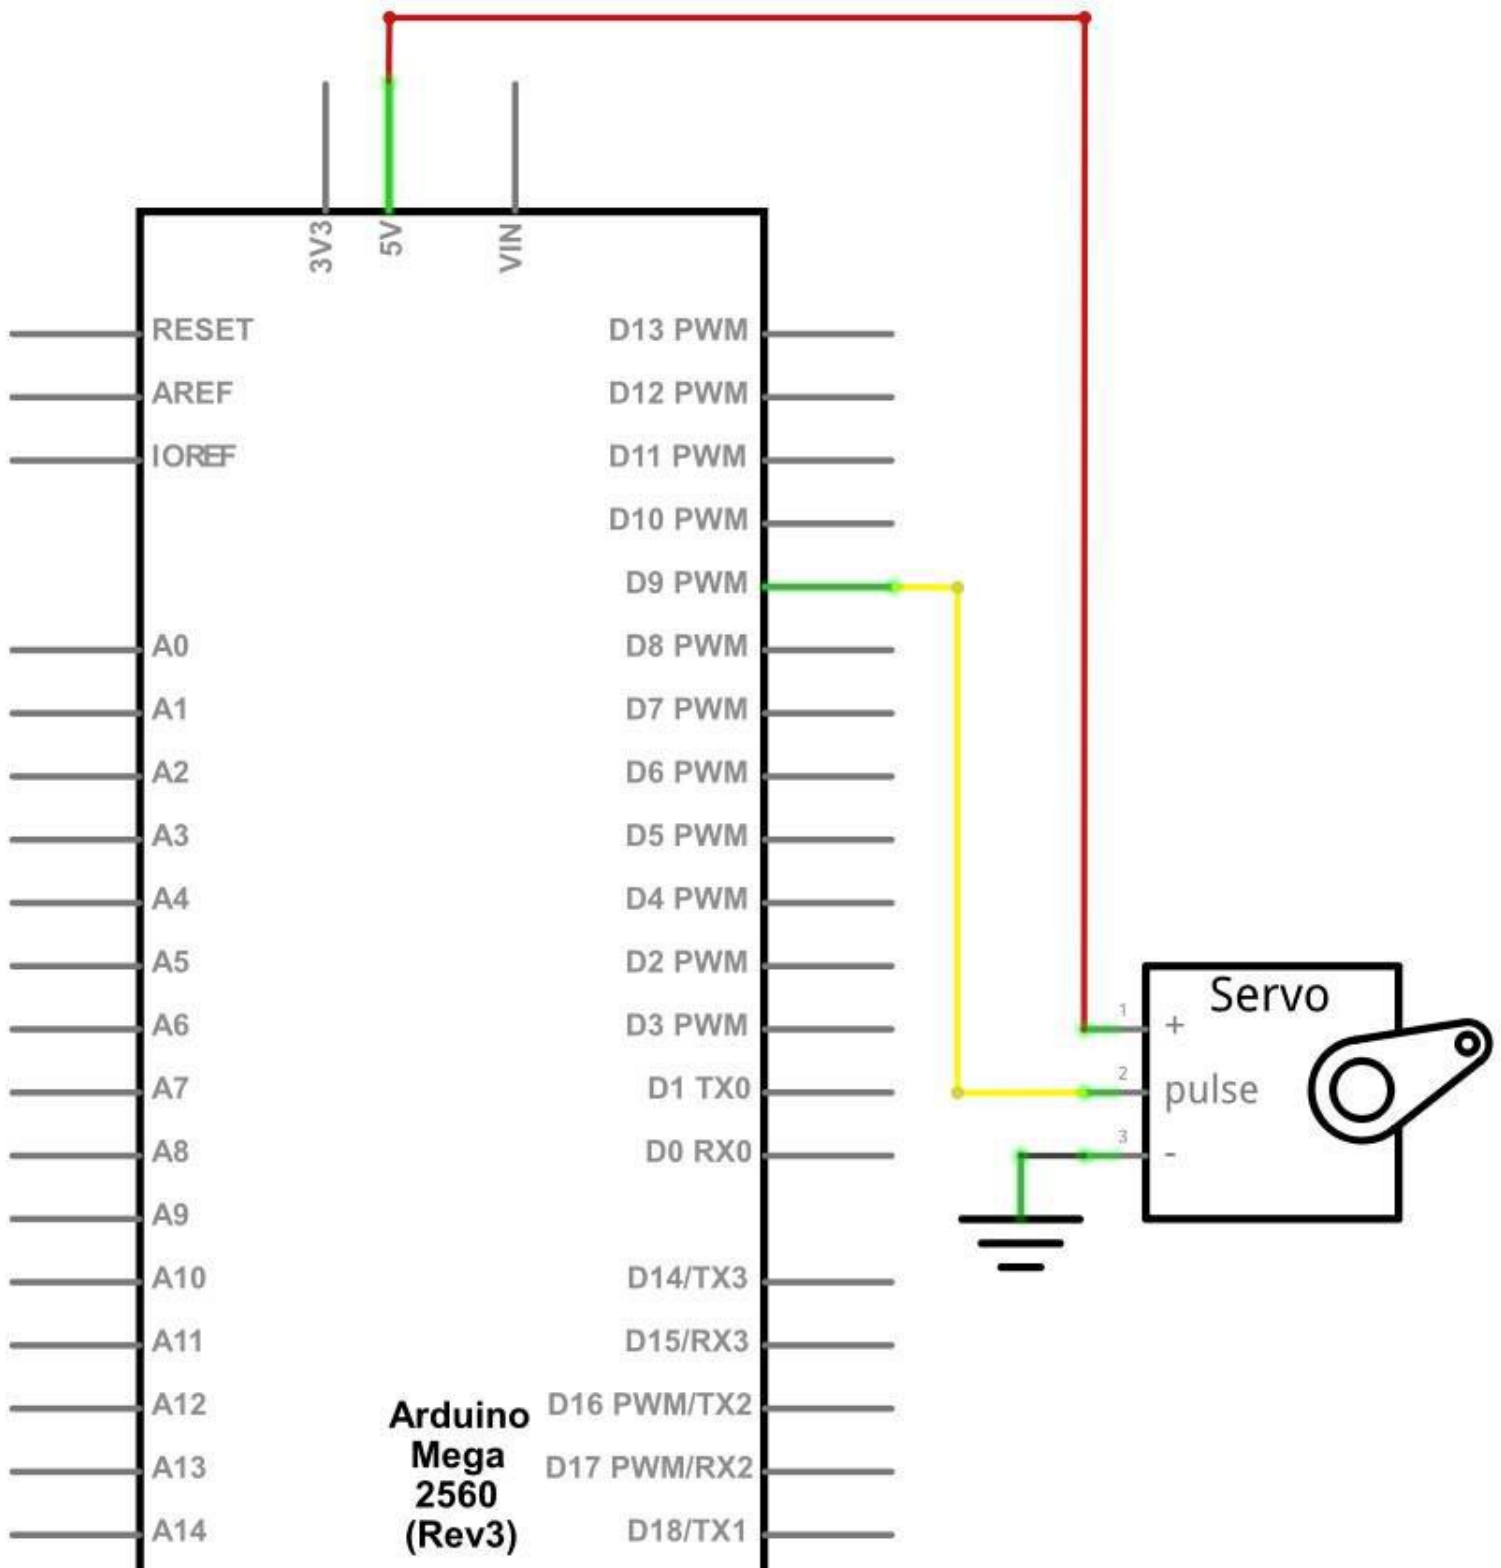 3V3
5V
VIN
RESET
AREF
IOREF
A0
A1
A2
A3
A4
A5
A6
A7
A8
A9
A10
A11
A12
A13
A14
D13 PWM
D12 PWM
D11 PWM
D10 PWM
D9 PWM
D8 PWM
D7 PWM
D6 PWM
D5 PWM
D4 PWM
D2 PWM
D3 PWM
D1 TX0
D0 RX0
D14/TX3
D15/RX3
D16 PWM/TX2
D17 PWM/RX2
D18/TX1
Arduino
Mega
2560
(Rev3)
Servo
1
+
2
pulse
3
-